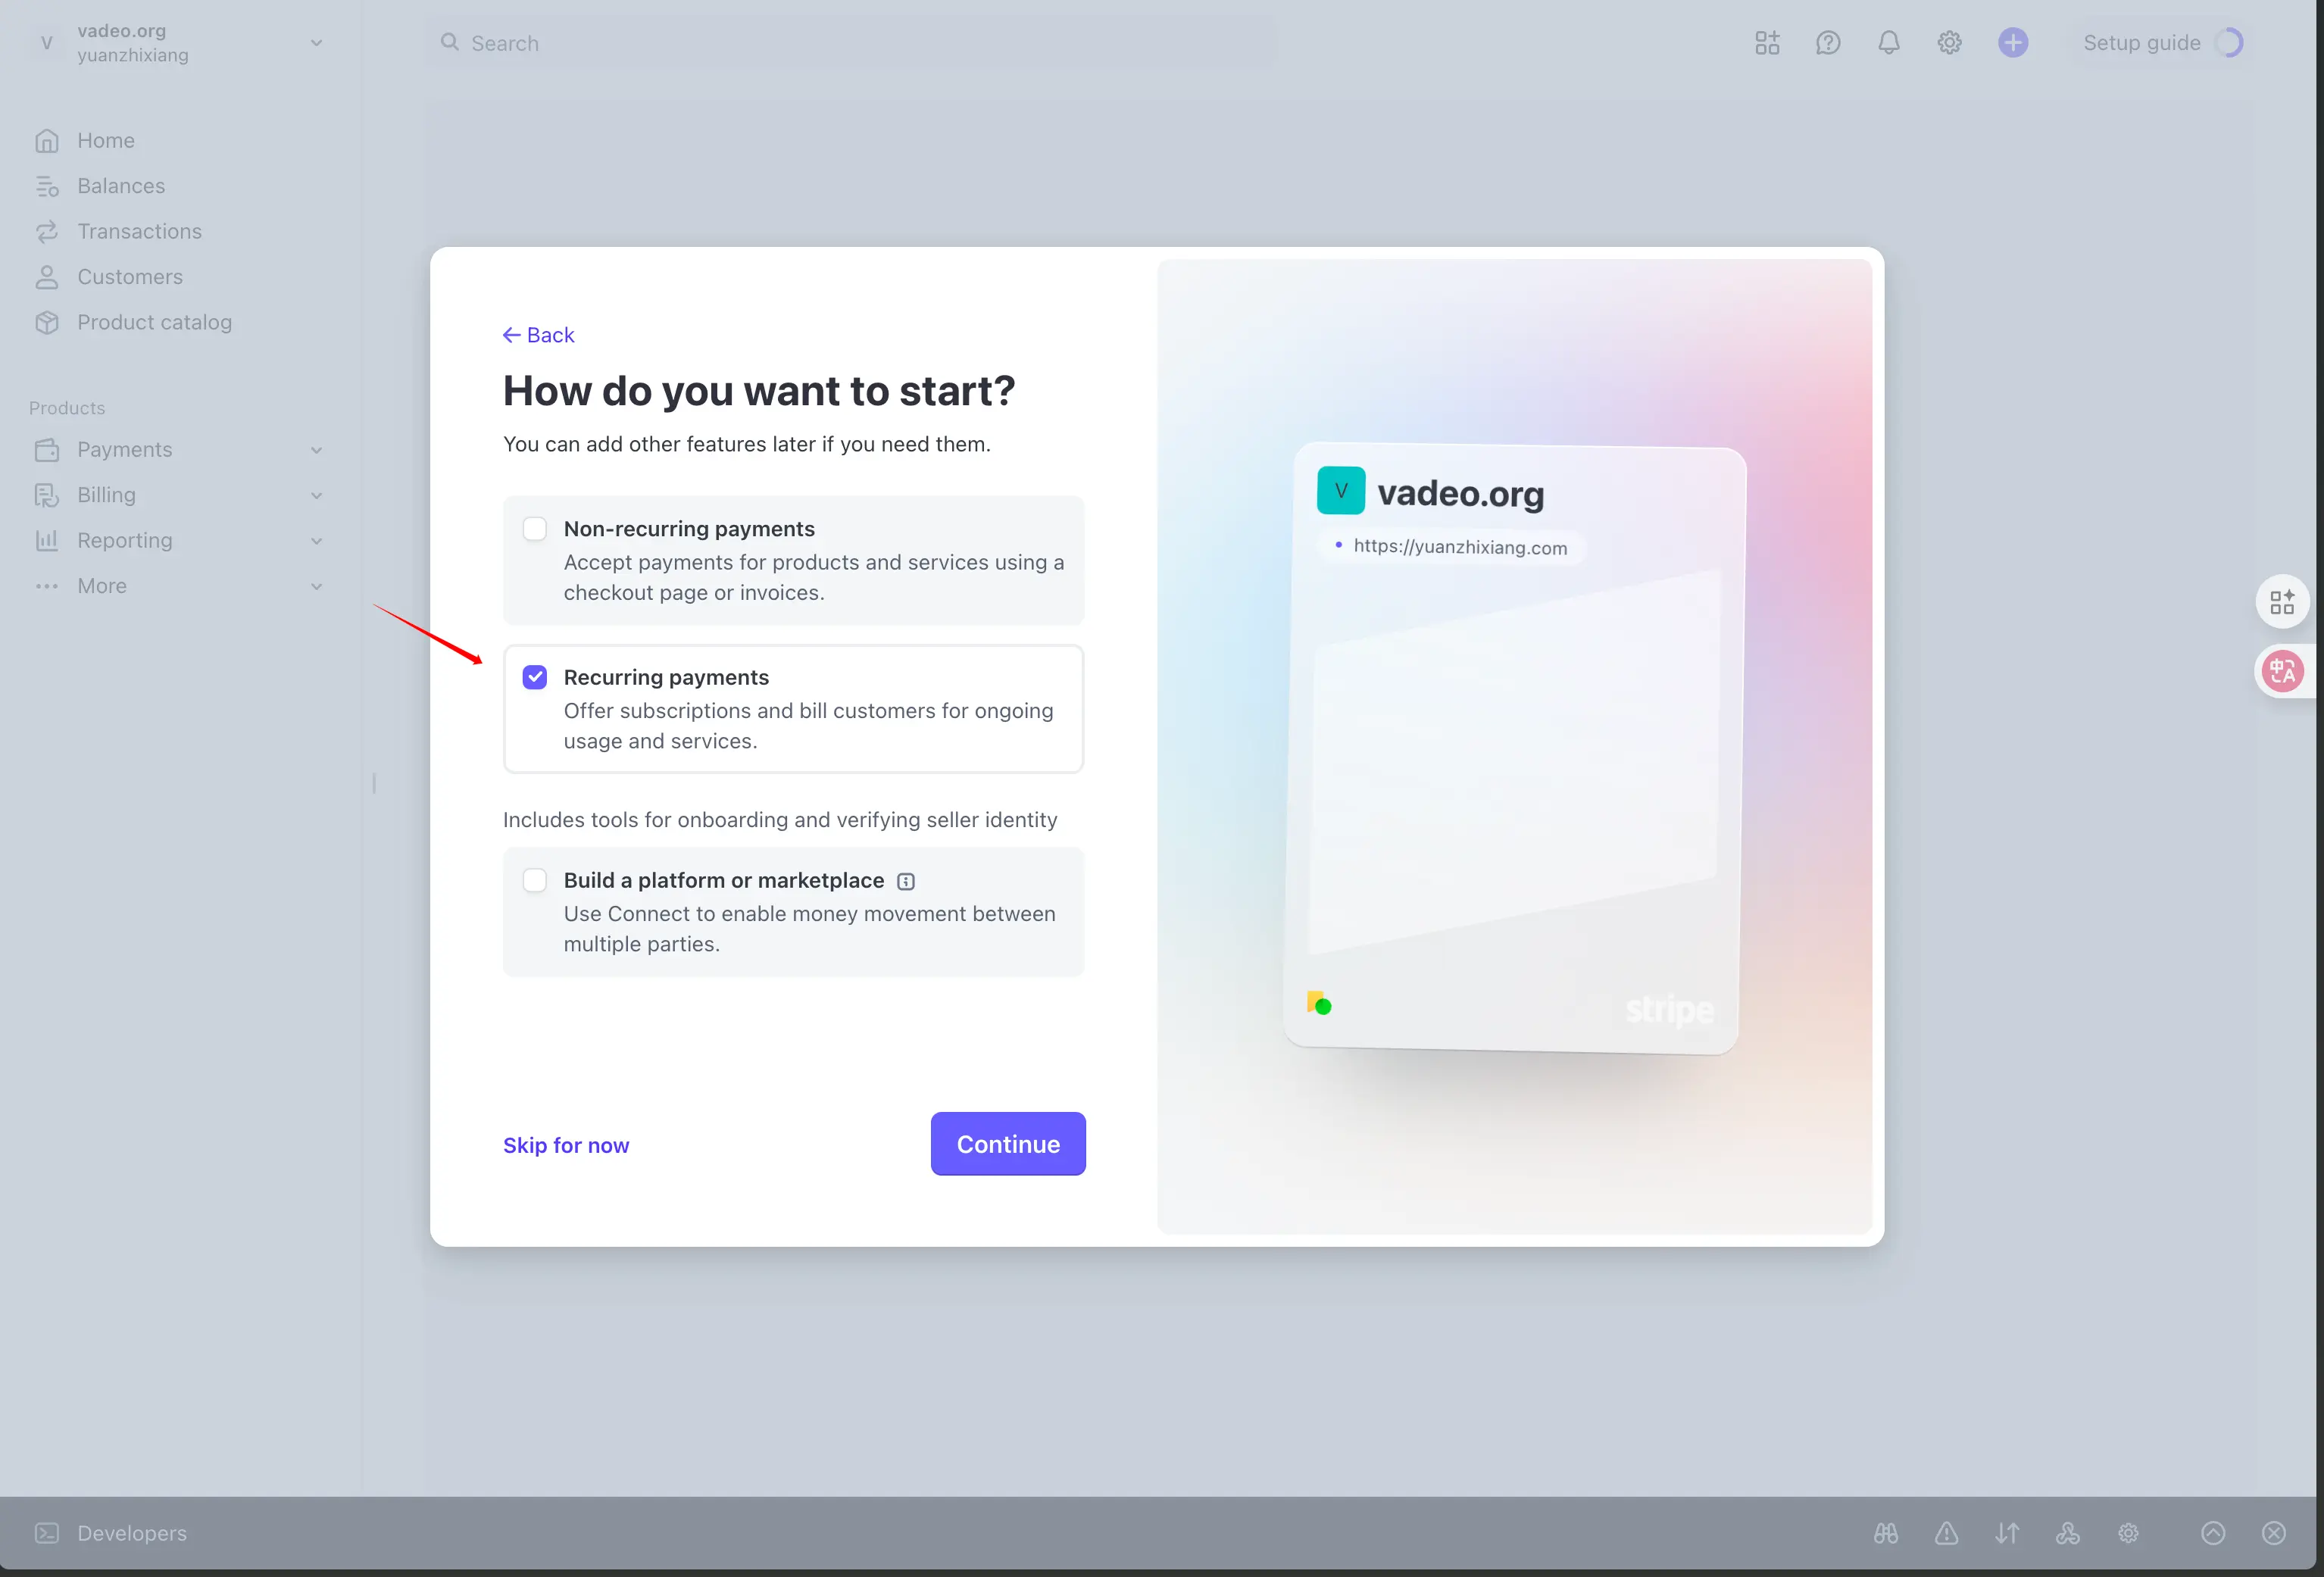 V
vadeo.org
yuanzhixiang
Search
Setup guide
Home
Balances
Transactions
Customers
Product catalog
Products
Payments
Billing
Reporting
More
Back
How do you want to start?
You can add other features later if you need them.
Non-recurring payments
Accept payments for products and services using a
checkout page or invoices.
Recurring payments
Offer subscriptions and bill customers for ongoing
usage and services.
Includes tools for onboarding and verifying seller identity
Build a platform or marketplace
Use Connect to enable money movement between
multiple parties.
Skip for now
Continue
V
vadeo.org
https://yuanzhixiang.com
stripe
中A
Developers